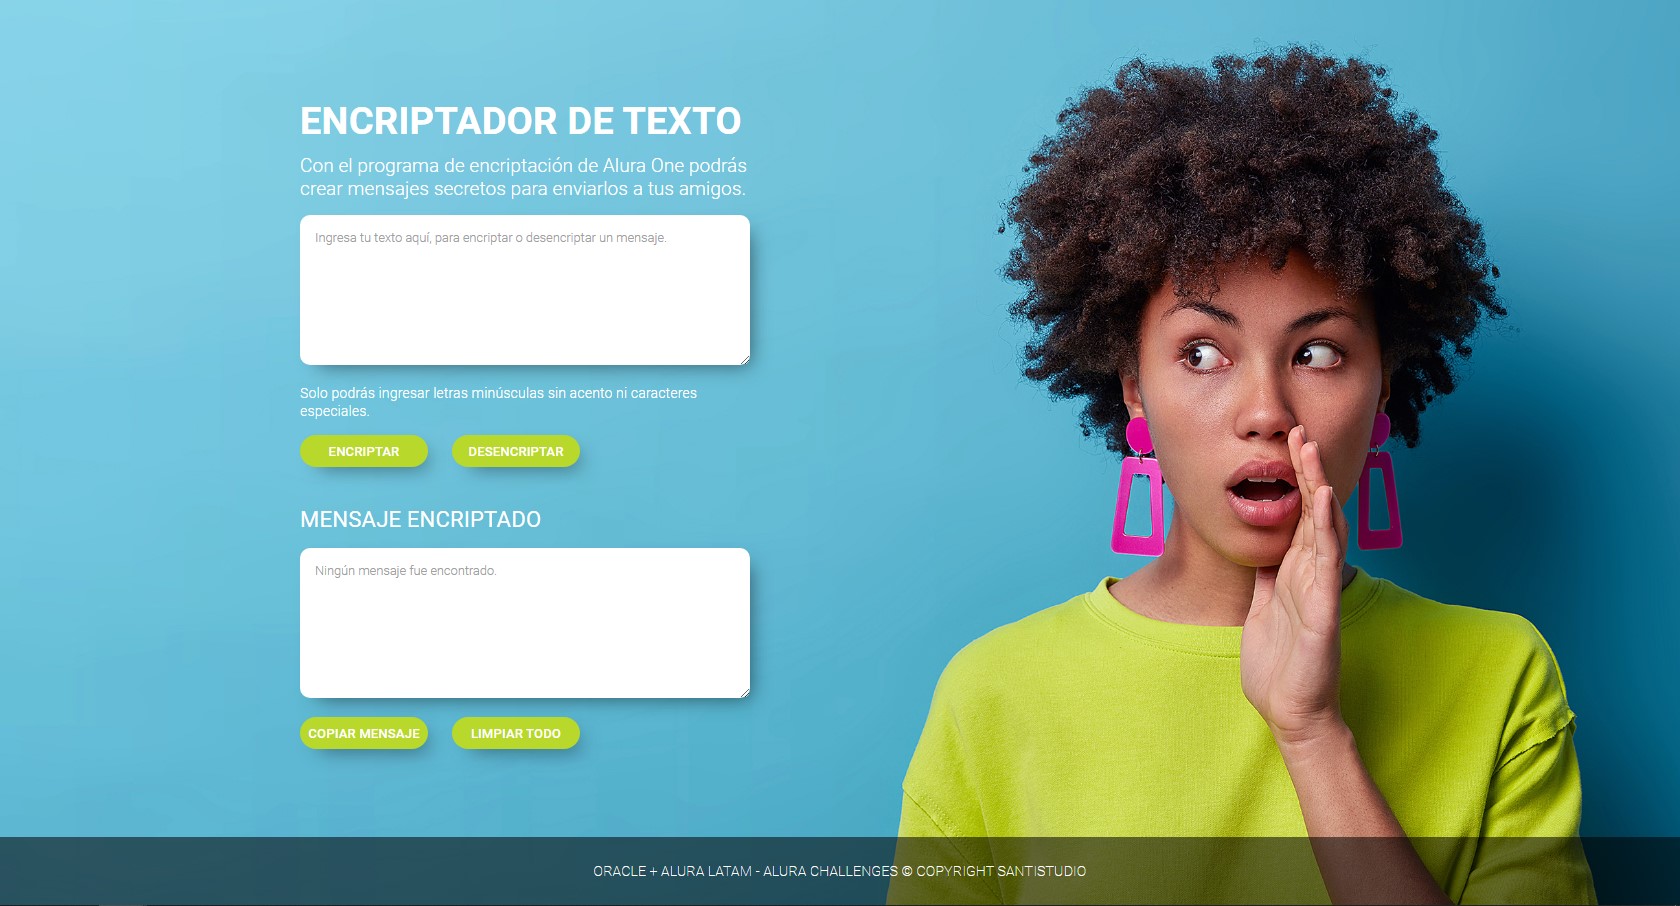 ENCRIPTADOR DE TEXTO
Con el programa de encriptación de Alura One podrás
crear mensajes secretos para enviarlos a tus amigos.
Ingresa tu texto aquí, para encriptar o desencriptar un mensaje.
Solo podrás ingresar letras minúsculas sin acento ni caracteres
especiales.
ENCRIPTAR
DESENCRIPTAR
MENSAJE ENCRIPTADO
Ningún mensaje fue encontrado.
COPIAR MENSAJE
LIMPIAR TODO
ORACLE + ALURA LATAM - ALURA CHALLENGES © COPYRIGHT SANTISTUDIO